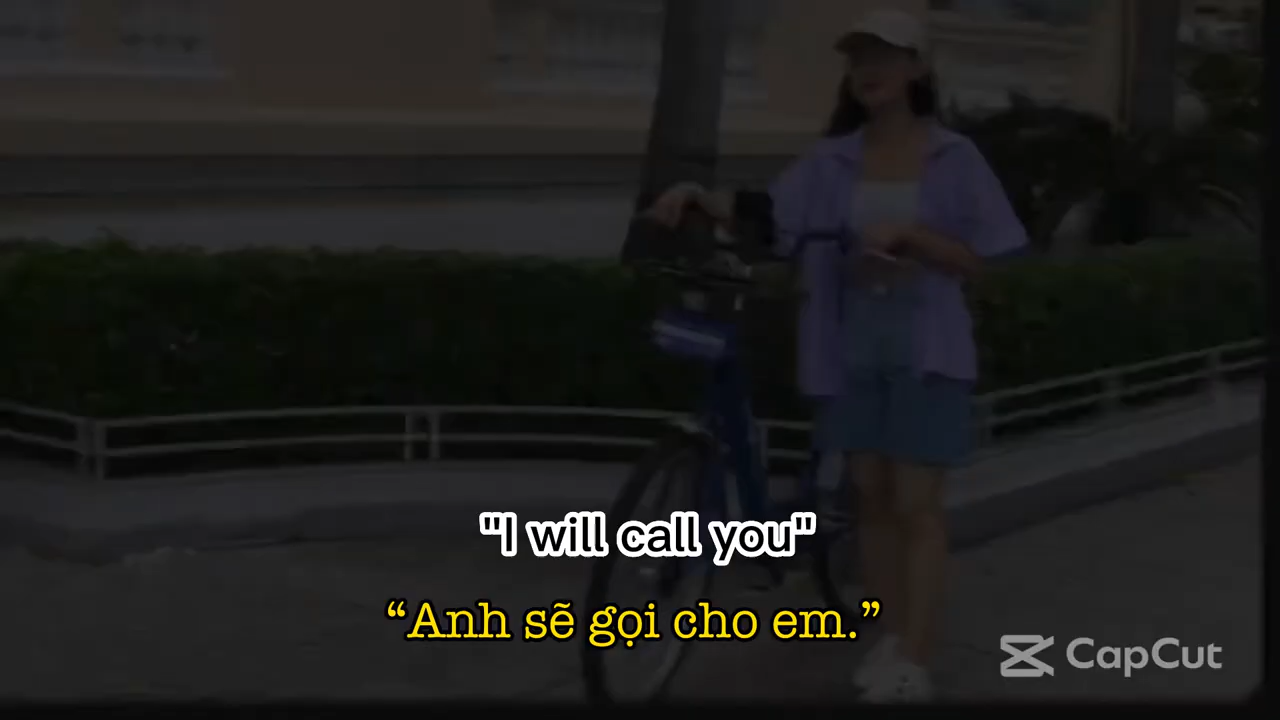 "I will call you"
“Anh sẽ gọi cho em.”
CapCut